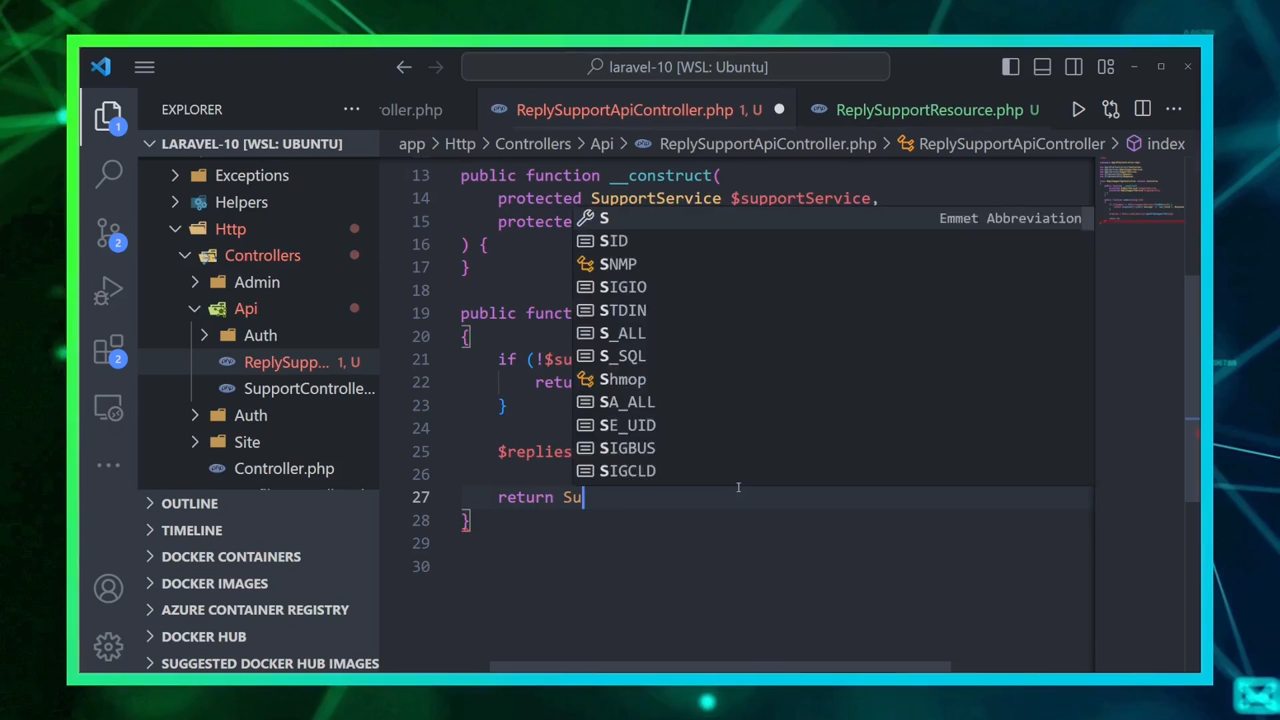 laravel-10 [WSL: Ubuntu]
EXPLORER
oller.php
ReplySupportApiController.php 1, U
ReplySupportResource.php U
1
LARAVEL-10 [WSL: UBUNTU]
app > Http > Controllers > Api > ReplySupportApiController.php > ReplySupportApiController > index
Exceptions
Helpers
Http
Controllers
Admin
Api
Auth
ReplySupp... 1, U
SupportControlle...
Auth
Site
Controller.php
2
2
OUTLINE
TIMELINE
DOCKER CONTAINERS
DOCKER IMAGES
AZURE CONTAINER REGISTRY
DOCKER HUB
SUGGESTED DOCKER HUB IMAGES
13 public function __construct(
14 protected SupportService $supportService,
15 protecte
16 ) {
17 }
18
19 public funct
20 {
21 if (!$su
22 retu
23 }
24
25 $replies
26
27 return Su
28 }
29
30
S Emmet Abbreviation
SID
SNMP
SIGIO
STDIN
S_ALL
S_SQL
Shmop
SA_ALL
SE_UID
SIGBUS
SIGCLD